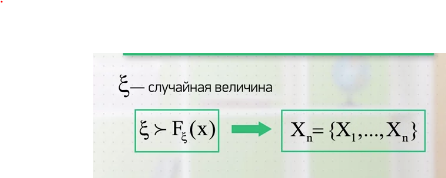 .
ξ — случайная величина
ξ ≻ F_ξ(x) → X_n = {X_1,...,X_n}